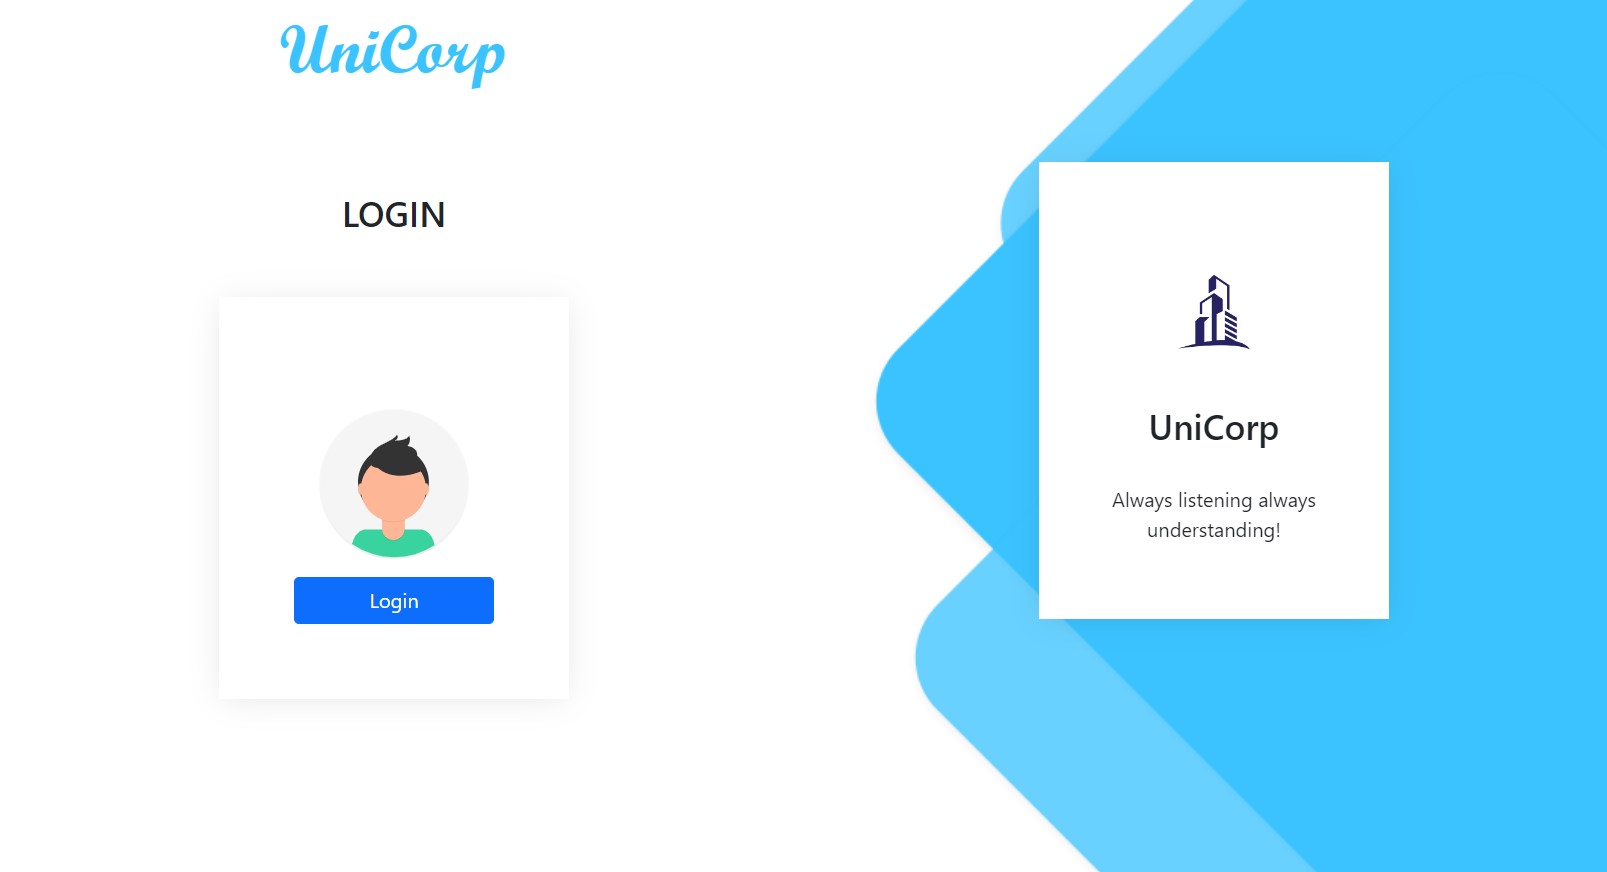 UniCorp
LOGIN
Login
UniCorp
Always listening always
understanding!